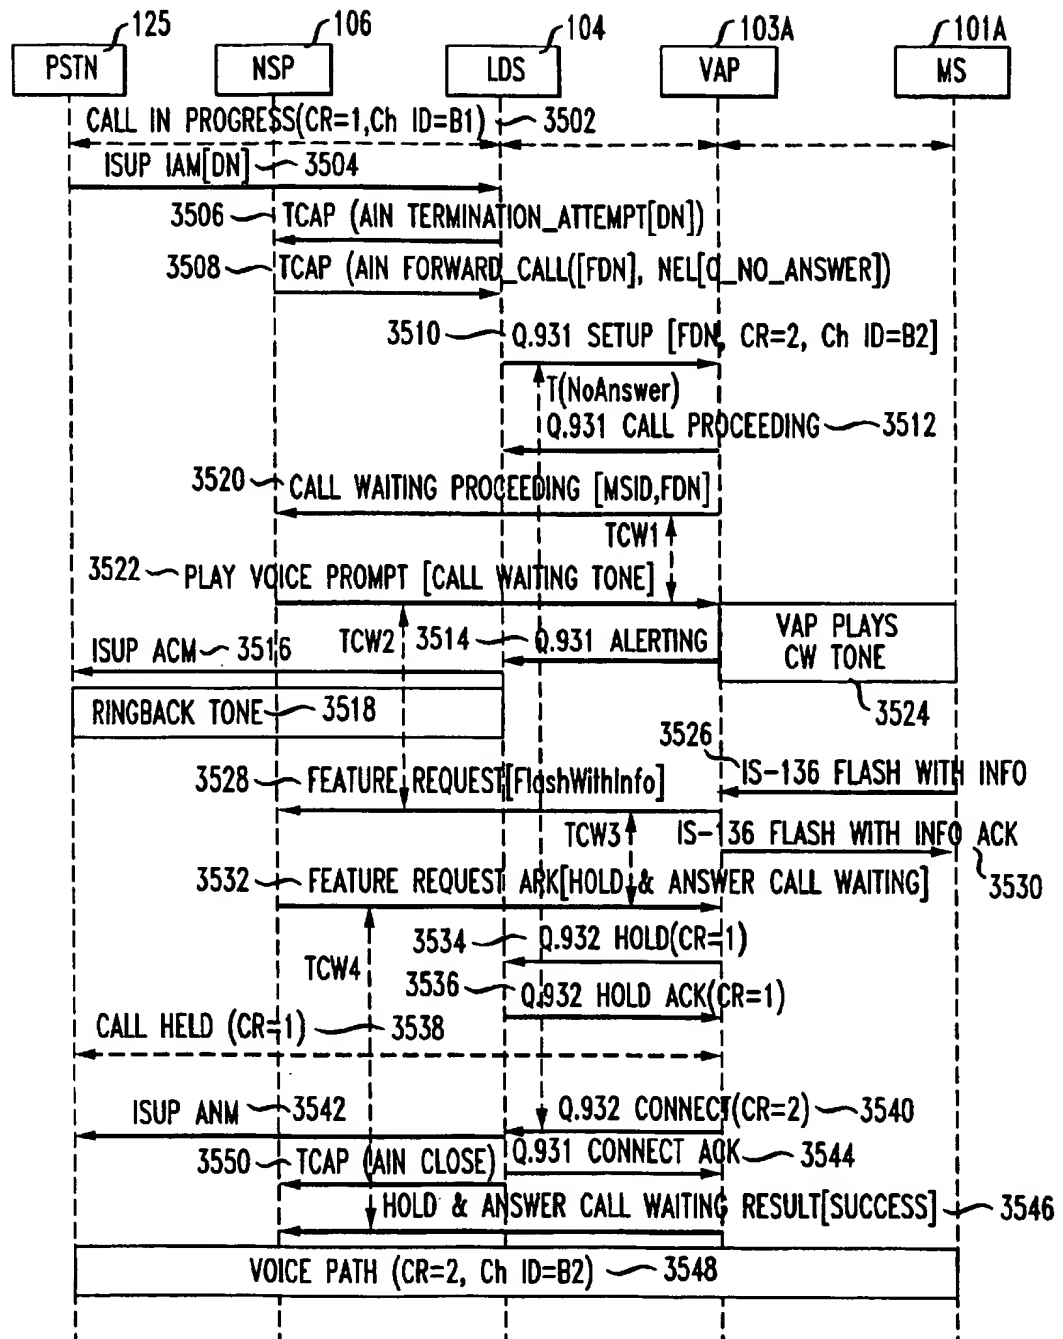 125 106 104 103A 101A
PSTN NSP LDS VAP MS
CALL IN PROGRESS(CR=1,Ch ID=B1) 3502
ISUP IAM[DN] 3504
3506 TCAP (AIN TERMINATION_ATTEMPT[DN])
3508 TCAP (AIN FORWARD_CALL([FDN], NEL[O_NO_ANSWER])
3510 Q.931 SETUP [FDN, CR=2, Ch ID=B2]
T(NoAnswer)
Q.931 CALL PROCEEDING 3512
3520 CALL WAITING PROCEEDING [MSID,FDN]
TCW1
3522 PLAY VOICE PROMPT [CALL WAITING TONE]
TCW2 3514 Q.931 ALERTING
VAP PLAYS
CW TONE
ISUP ACM 3516
RINGBACK TONE 3518
3524
3526
IS-136 FLASH WITH INFO
3528 FEATURE REQUEST[FlashWithInfo]
TCW3 IS-136 FLASH WITH INFO ACK
3530
3532 FEATURE REQUEST ARK[HOLD & ANSWER CALL WAITING]
3534 Q.932 HOLD(CR=1)
TCW4
3536 Q.932 HOLD ACK(CR=1)
CALL HELD (CR=1) 3538
ISUP ANM 3542 Q.932 CONNECT(CR=2) 3540
3550 TCAP (AIN CLOSE) Q.931 CONNECT ACK 3544
HOLD & ANSWER CALL WAITING RESULT[SUCCESS] 3546
VOICE PATH (CR=2, Ch ID=B2) 3548